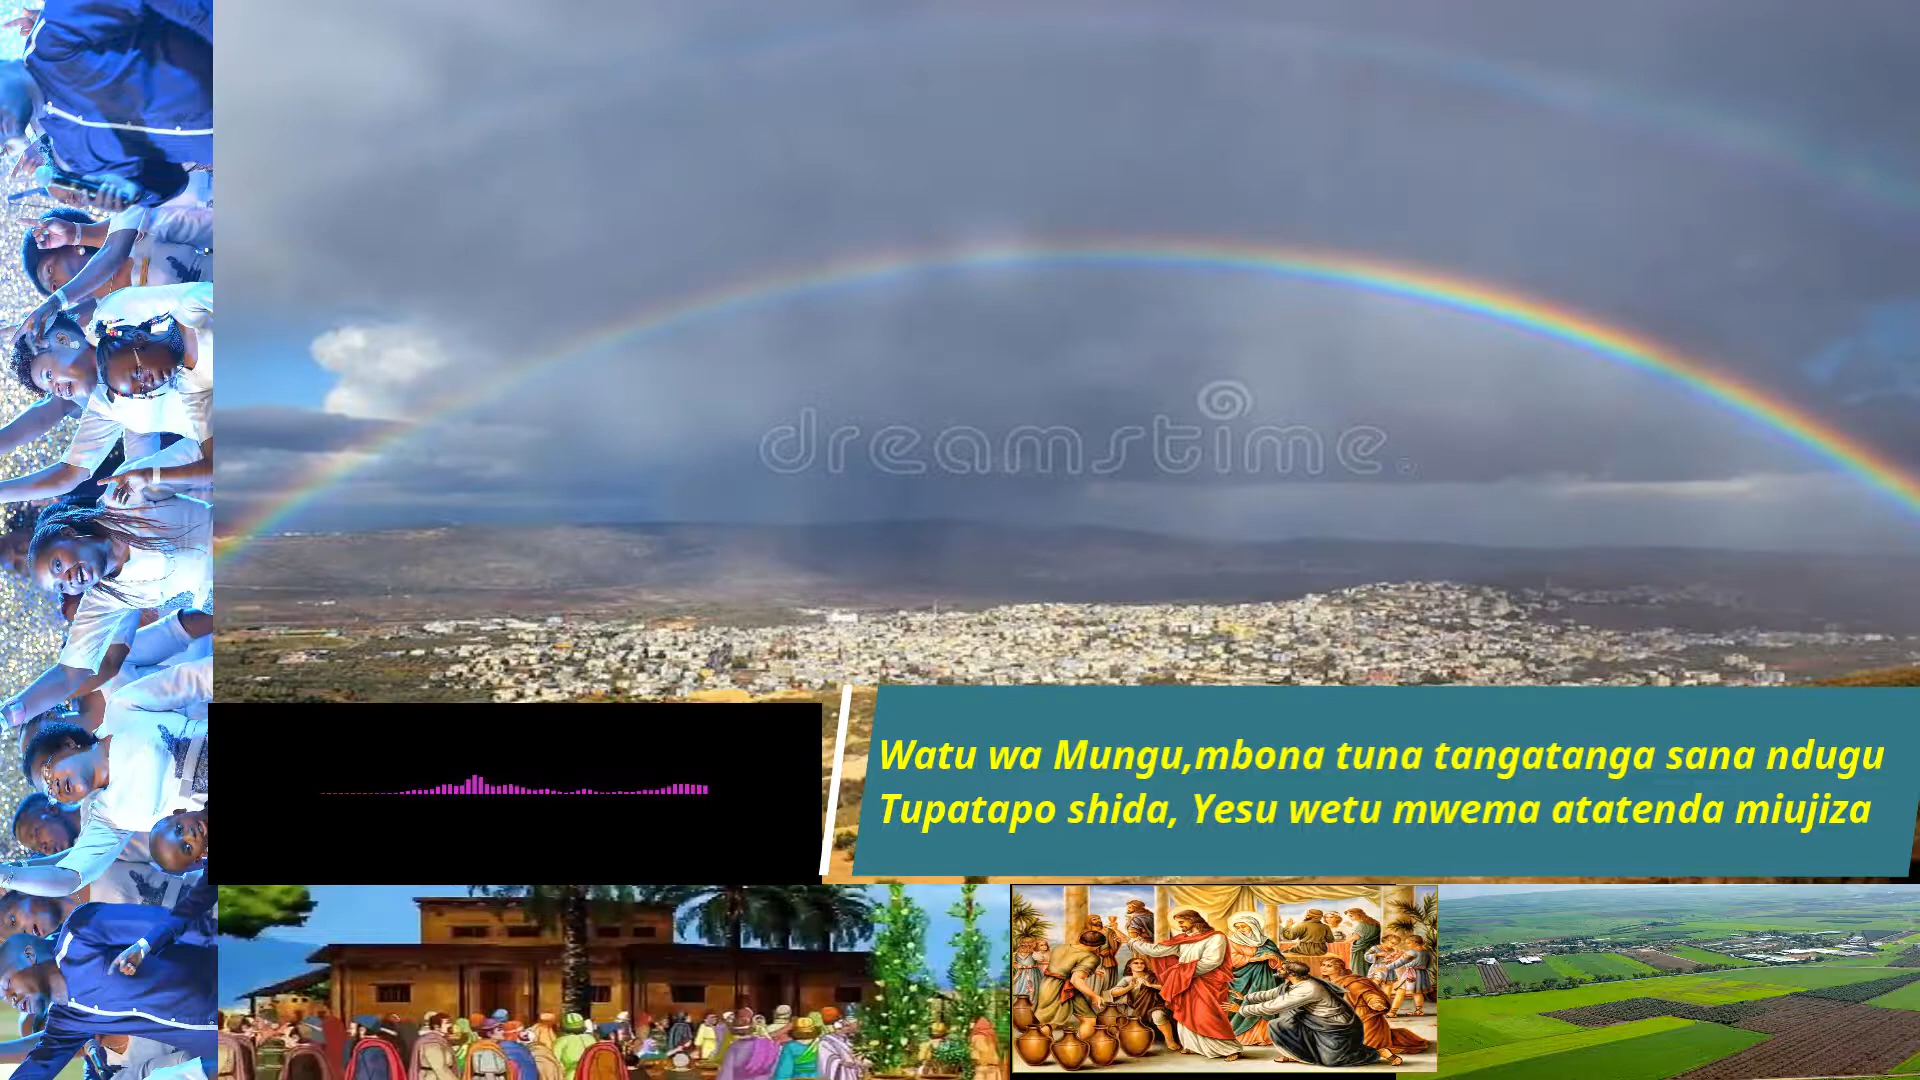 dreamstime.
Watu wa Mungu,mbona tuna tangatanga sana ndugu
Tupatapo shida, Yesu wetu mwema atatenda miujiza